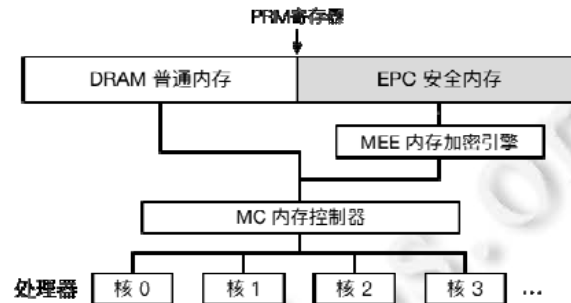 PRM寄存器
DRAM 普通内存
EPC 安全内存
MEE 内存加密引擎
MC 内存控制器
处理器
核 0
核 1
核 2
核 3
...